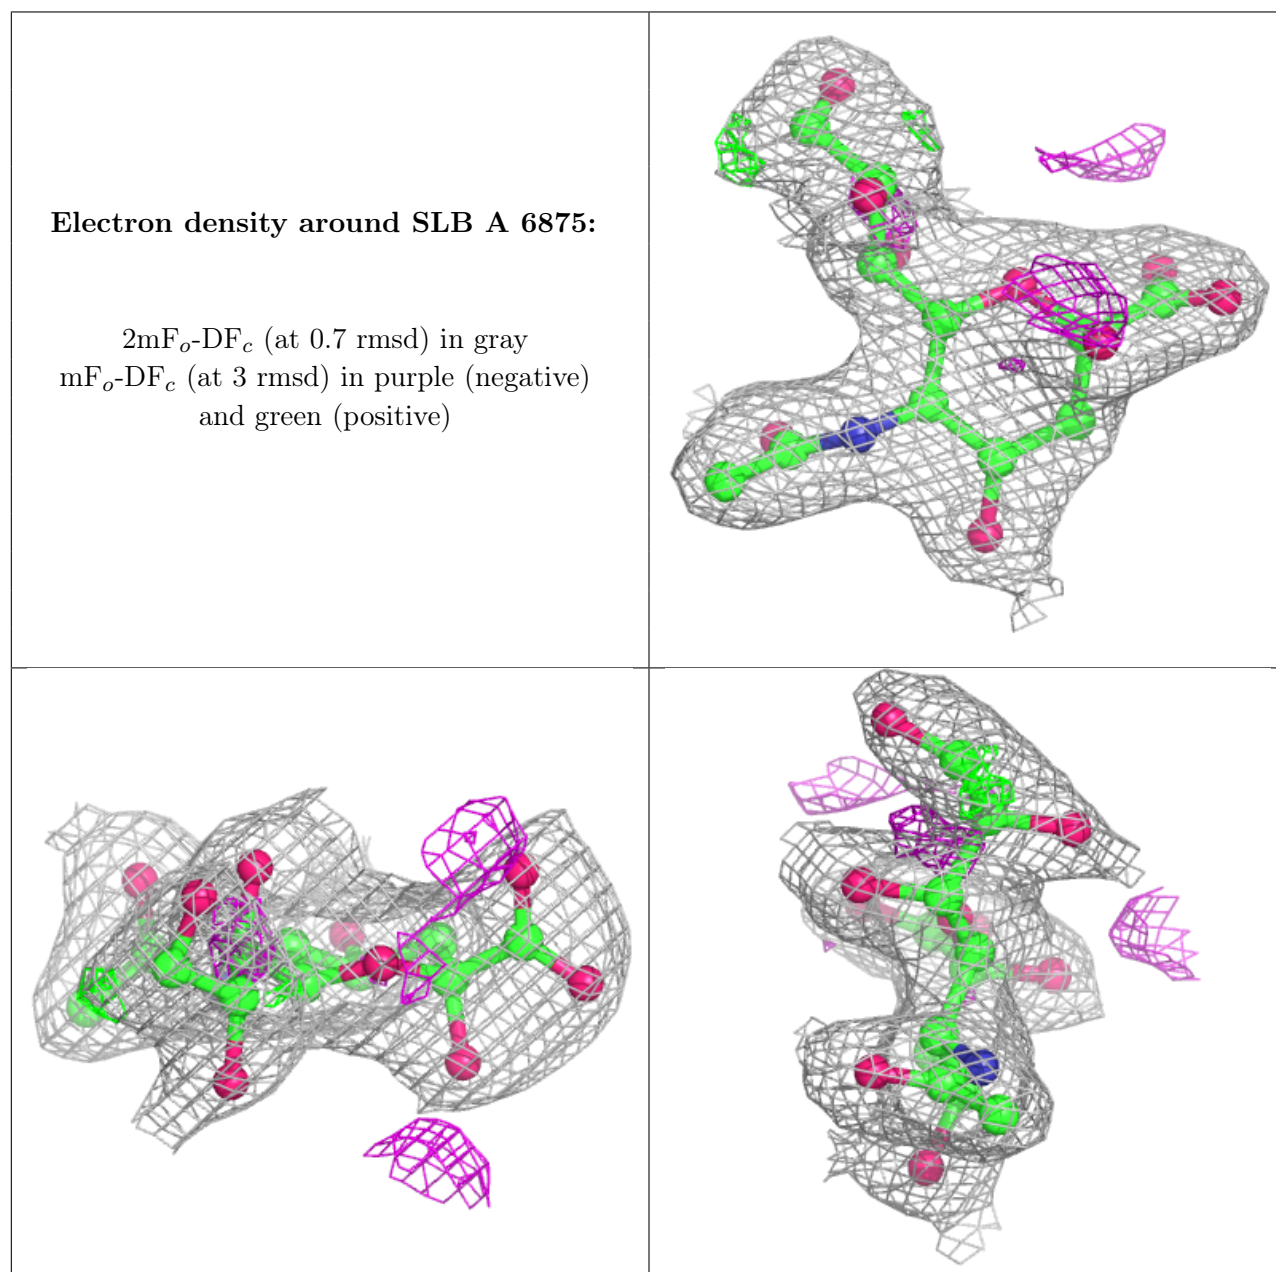 Electron density around SLB A 6875:
2mFo-DFc (at 0.7 rmsd) in gray
mFo-DFc (at 3 rmsd) in purple (negative)
and green (positive)